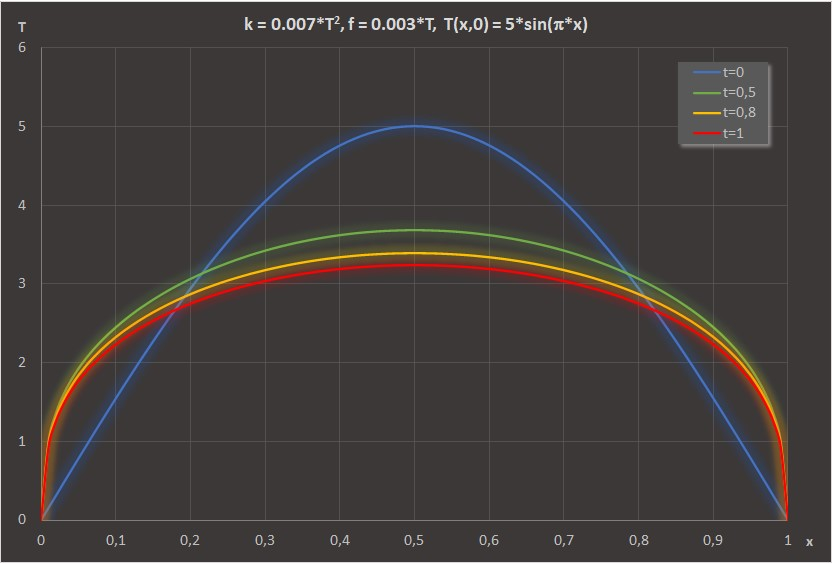 k = 0.007*T², f = 0.003*T, T(x,0) = 5*sin(π*x)
T
6
5
4
3
2
1
0
t=0
t=0,5
t=0,8
t=1
0 0,1 0,2 0,3 0,4 0,5 0,6 0,7 0,8 0,9 1 x